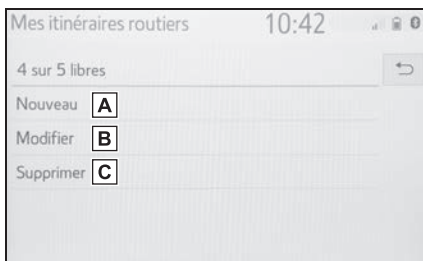 Mes itinéraires routiers 10:42
4 sur 5 libres
Nouveau A
Modifier B
Supprimer C